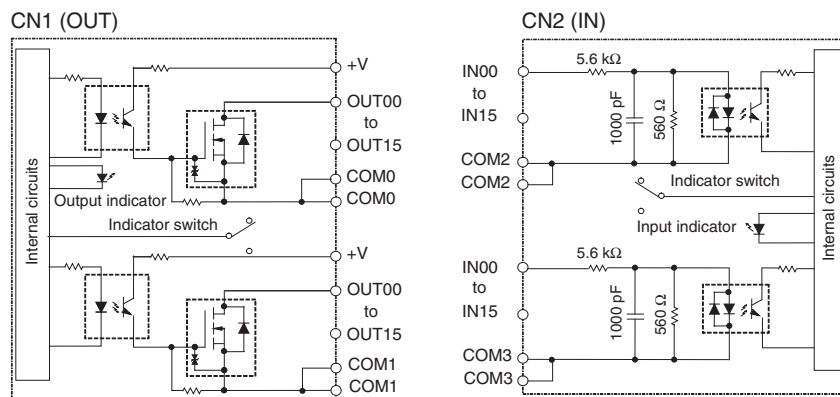 CN1 (OUT)
+V
OUT00
to
OUT15
COM0
COM0
Internal circuits
Output indicator
Indicator switch
+V
OUT00
to
OUT15
COM1
COM1
CN2 (IN)
IN00
to
IN15
COM2
COM2
5.6 kΩ
1000 pF
560 Ω
Indicator switch
Input indicator
Internal circuits
IN00
to
IN15
COM3
COM3
5.6 kΩ
1000 pF
560 Ω